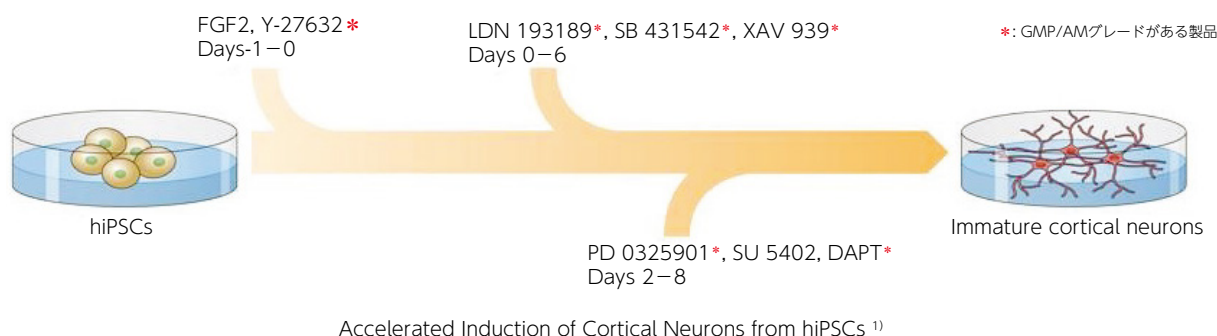 FGF2, Y-27632*
Days-1−0
LDN 193189*, SB 431542*, XAV 939*
Days 0−6
*: GMP/AMグレードがある製品
hiPSCs
Immature cortical neurons
PD 0325901*, SU 5402, DAPT*
Days 2−8
Accelerated Induction of Cortical Neurons from hiPSCs 1)